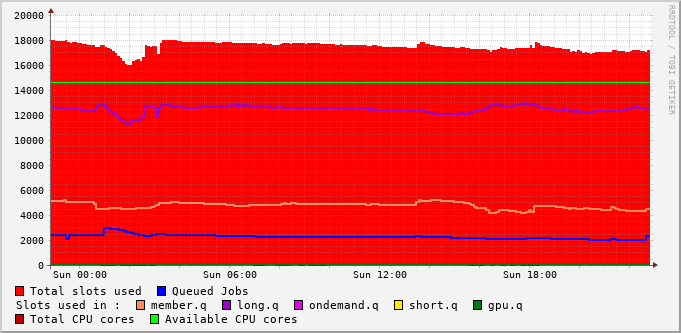 20000
18000
16000
14000
12000
10000
8000
6000
4000
2000
0
Sun 00:00 Sun 06:00 Sun 12:00 Sun 18:00
Total slots used Queued Jobs
Slots used in : member.q long.q ondemand.q short.q gpu.q
Total CPU cores Available CPU cores
RRDTOOL / TOBI OETIKER